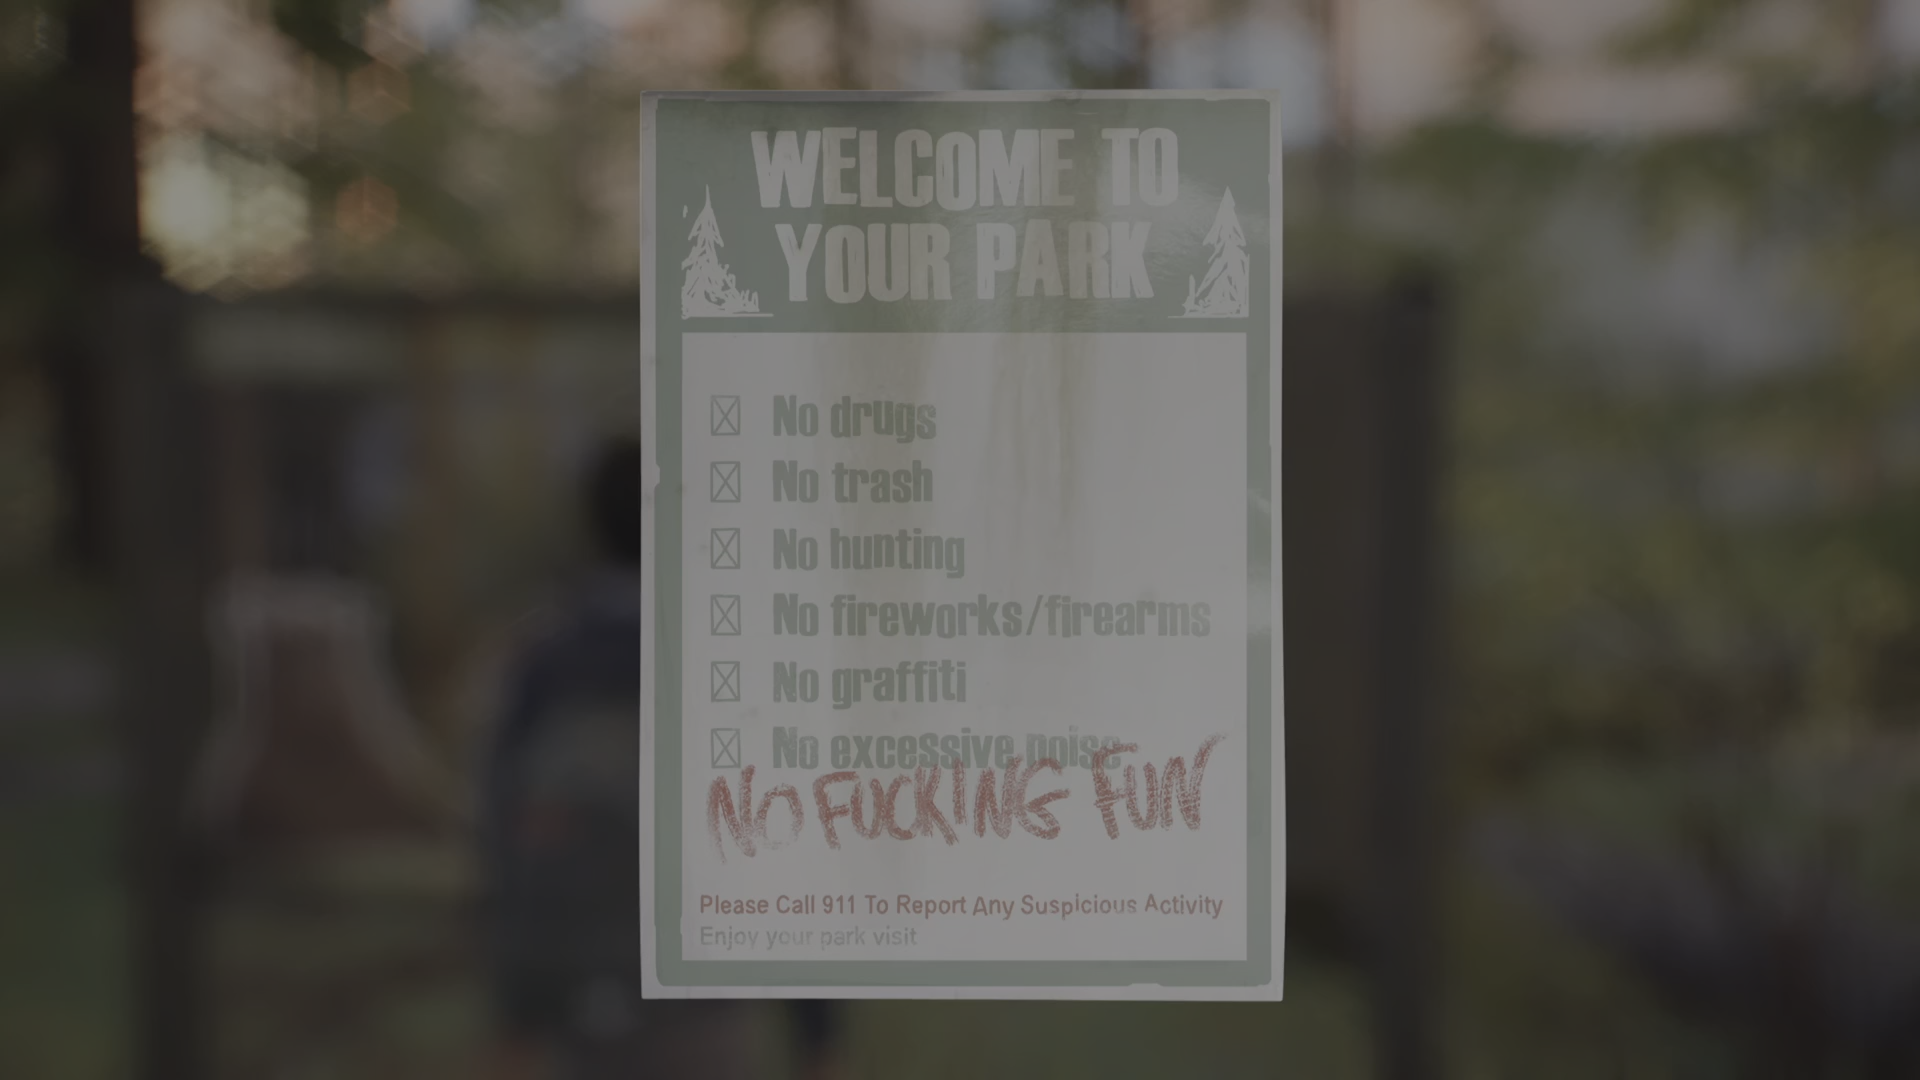 WELCOME TO
YOUR PARK
No drugs
No trash
No hunting
No fireworks/firearms
No graffiti
No excessive noise
NO FUCKING FUN
Please Call 911 To Report Any Suspicious Activity
Enjoy your park visit